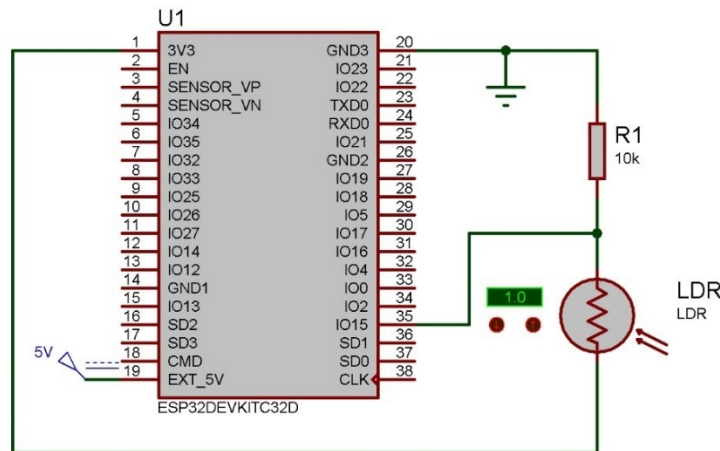 U1
1 3V3 GND3 20
2 EN IO23 21
3 SENSOR_VP IO22 22
4 SENSOR_VN TXD0 23
5 IO34 RXD0 24
6 IO35 IO21 25
7 IO32 GND2 26
8 IO33 IO19 27
9 IO25 IO18 28
10 IO26 IO5 29
11 IO27 IO17 30
12 IO14 IO16 31
13 IO12 IO4 32
14 GND1 IO0 33
15 IO13 IO2 34
16 SD2 IO15 35
17 SD3 SD1 36
18 CMD SD0 37
19 EXT_5V CLK 38
ESP32DEVKITC32D
5V
R1
10k
1.0
LDR
LDR